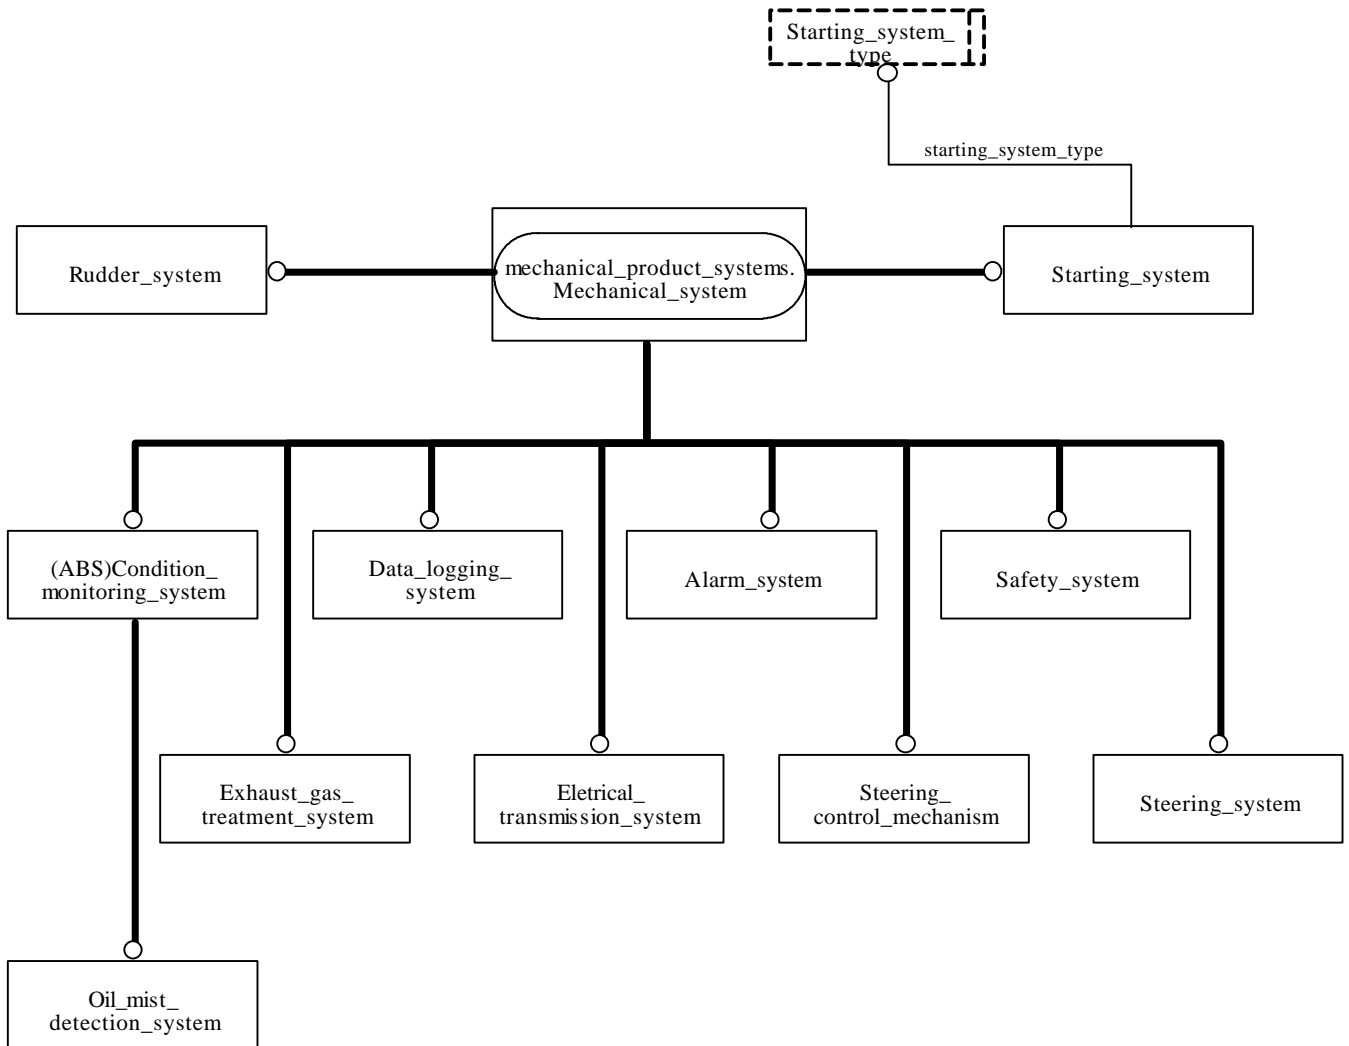 Starting_system_
type
starting_system_type
Rudder_system
mechanical_product_systems.
Mechanical_system
Starting_system
(ABS)Condition_
monitoring_system
Data_logging_
system
Alarm_system
Safety_system
Exhaust_gas_
treatment_system
Eletrical_
transmission_system
Steering_
control_mechanism
Steering_system
Oil_mist_
detection_system